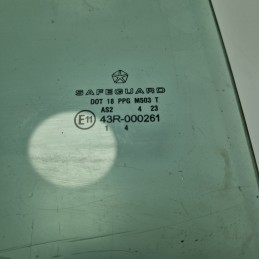 SAFEGUARD
DOT 18 PPG M503 T
AS2 4 23
E11 43R-000261
1 4